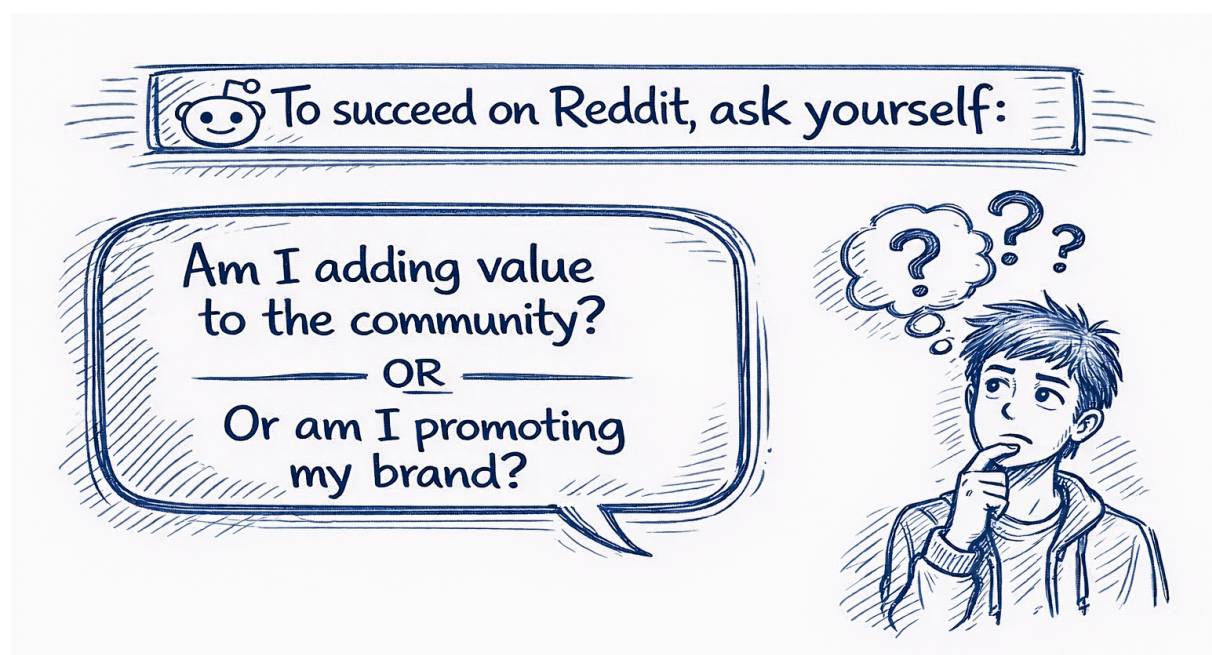 To succeed on Reddit, ask yourself:
Am I adding value
to the community?
OR
Or am I promoting
my brand?
?
? ?